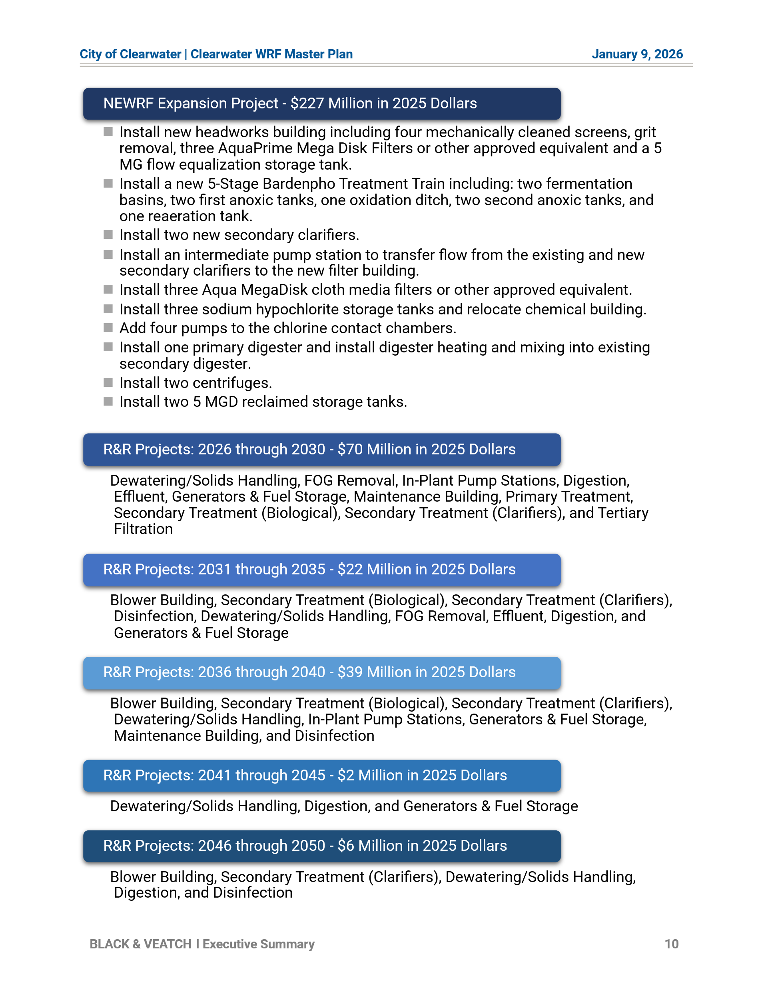 City of Clearwater | Clearwater WRF Master Plan January 9, 2026
NEWRF Expansion Project - $227 Million in 2025 Dollars
Install new headworks building including four mechanically cleaned screens, grit
removal, three AquaPrime Mega Disk Filters or other approved equivalent and a 5
MG flow equalization storage tank.
Install a new 5-Stage Bardenpho Treatment Train including: two fermentation
basins, two first anoxic tanks, one oxidation ditch, two second anoxic tanks, and
one reaeration tank.
Install two new secondary clarifiers.
Install an intermediate pump station to transfer flow from the existing and new
secondary clarifiers to the new filter building.
Install three Aqua MegaDisk cloth media filters or other approved equivalent.
Install three sodium hypochlorite storage tanks and relocate chemical building.
Add four pumps to the chlorine contact chambers.
Install one primary digester and install digester heating and mixing into existing
secondary digester.
Install two centrifuges.
Install two 5 MGD reclaimed storage tanks.
R&R Projects: 2026 through 2030 - $70 Million in 2025 Dollars
Dewatering/Solids Handling, FOG Removal, In-Plant Pump Stations, Digestion,
Effluent, Generators & Fuel Storage, Maintenance Building, Primary Treatment,
Secondary Treatment (Biological), Secondary Treatment (Clarifiers), and Tertiary
Filtration
R&R Projects: 2031 through 2035 - $22 Million in 2025 Dollars
Blower Building, Secondary Treatment (Biological), Secondary Treatment (Clarifiers),
Disinfection, Dewatering/Solids Handling, FOG Removal, Effluent, Digestion, and
Generators & Fuel Storage
R&R Projects: 2036 through 2040 - $39 Million in 2025 Dollars
Blower Building, Secondary Treatment (Biological), Secondary Treatment (Clarifiers),
Dewatering/Solids Handling, In-Plant Pump Stations, Generators & Fuel Storage,
Maintenance Building, and Disinfection
R&R Projects: 2041 through 2045 - $2 Million in 2025 Dollars
Dewatering/Solids Handling, Digestion, and Generators & Fuel Storage
R&R Projects: 2046 through 2050 - $6 Million in 2025 Dollars
Blower Building, Secondary Treatment (Clarifiers), Dewatering/Solids Handling,
Digestion, and Disinfection
BLACK & VEATCH I Executive Summary 10